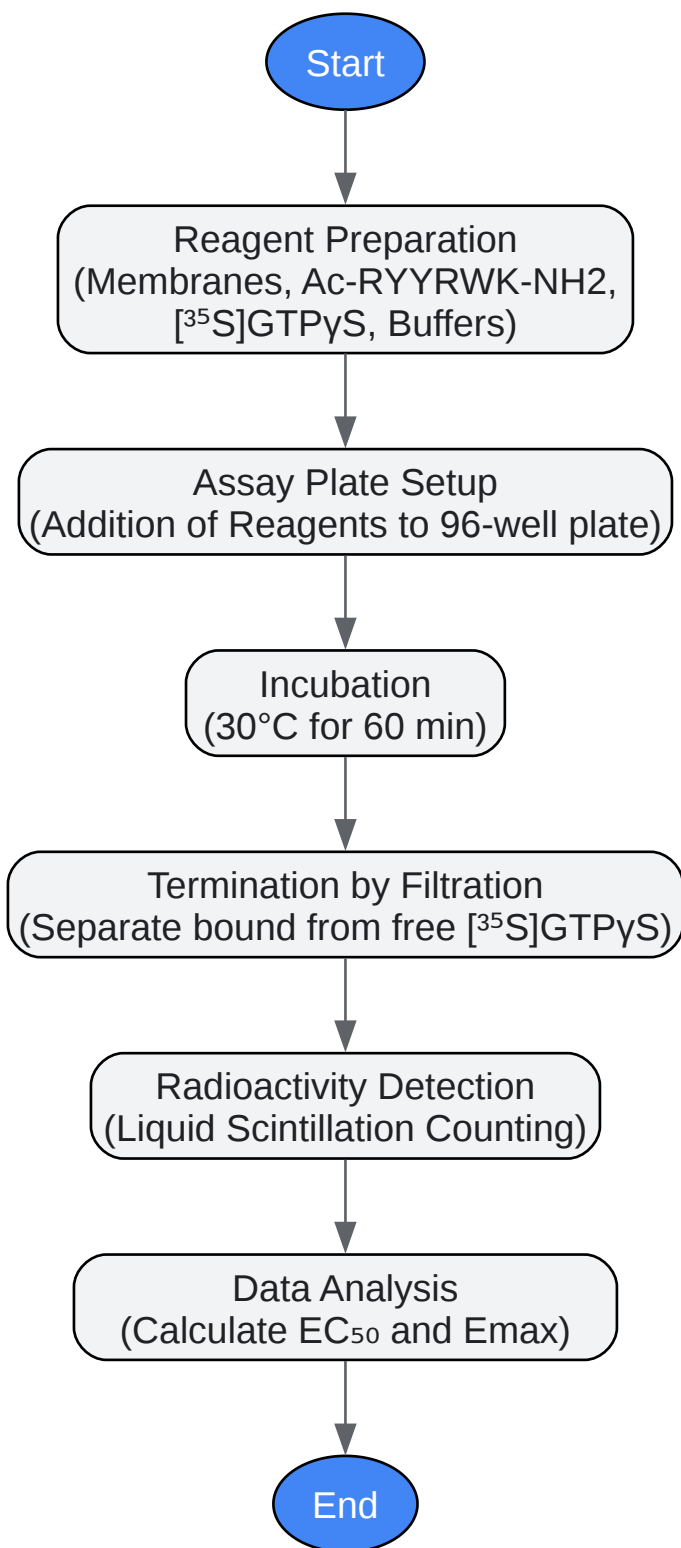 Start
Reagent Preparation
(Membranes, Ac-RYYRWK-NH2,
[³⁵S]GTPγS, Buffers)
Assay Plate Setup
(Addition of Reagents to 96-well plate)
Incubation
(30°C for 60 min)
Termination by Filtration
(Separate bound from free [³⁵S]GTPγS)
Radioactivity Detection
(Liquid Scintillation Counting)
Data Analysis
(Calculate EC₅₀ and Emax)
End